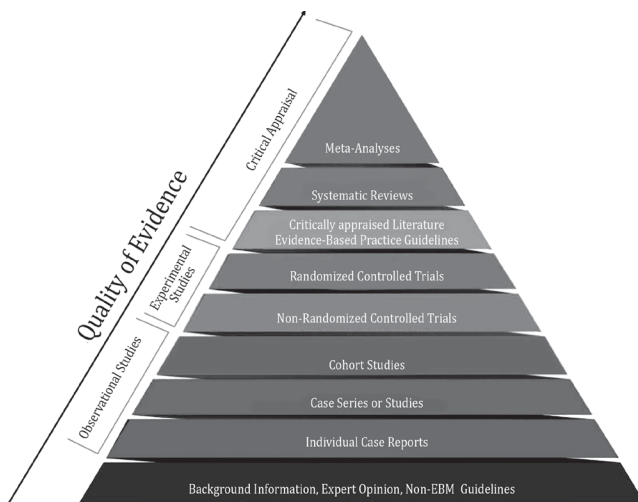 Quality of Evidence
Critical Appraisal
Experimental
Studies
Observational Studies
Meta-Analyses
Systematic Reviews
Critically appraised Literature
Evidence-Based Practice Guidelines
Randomized Controlled Trials
Non-Randomized Controlled Trials
Cohort Studies
Case Series or Studies
Individual Case Reports
Background Information, Expert Opinion, Non-EBM Guidelines